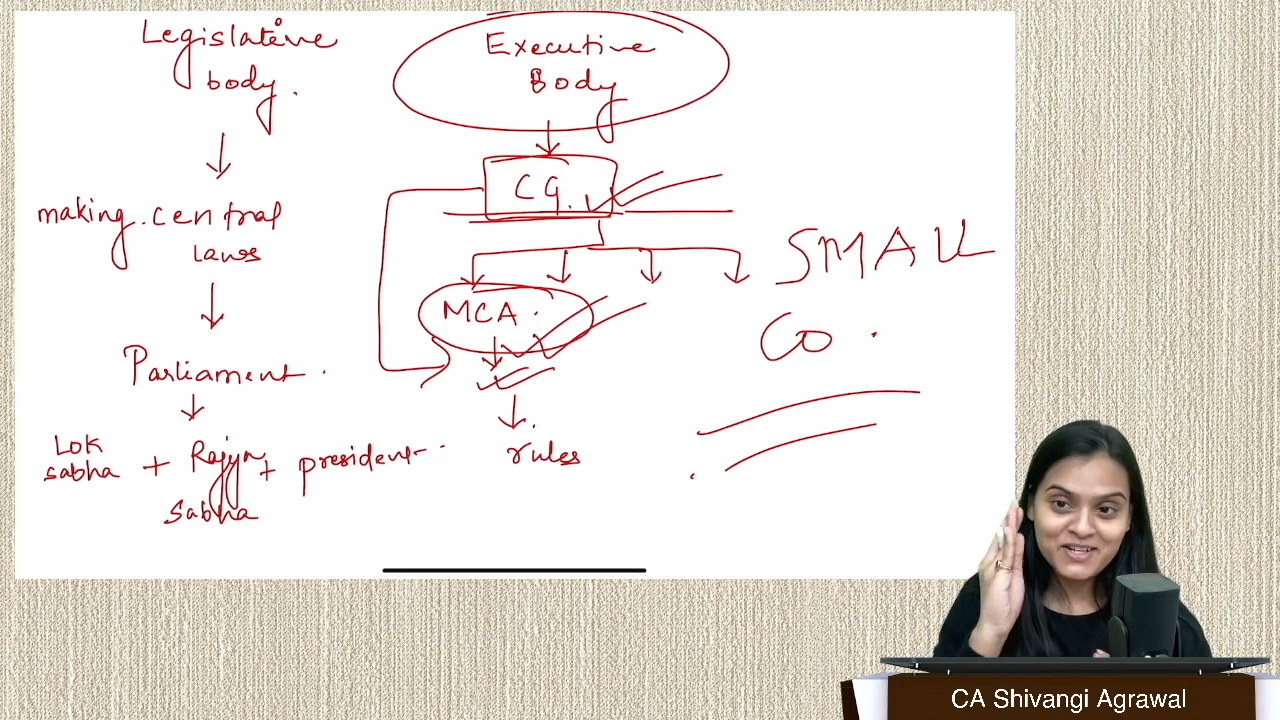 Legislative
body.
making central
laws
Parliament.
Lok
sabha + Rajya + president
Sabha
Executive
Body
CG.
MCA.
rules
SMALL
CO.
CA Shivangi Agrawal